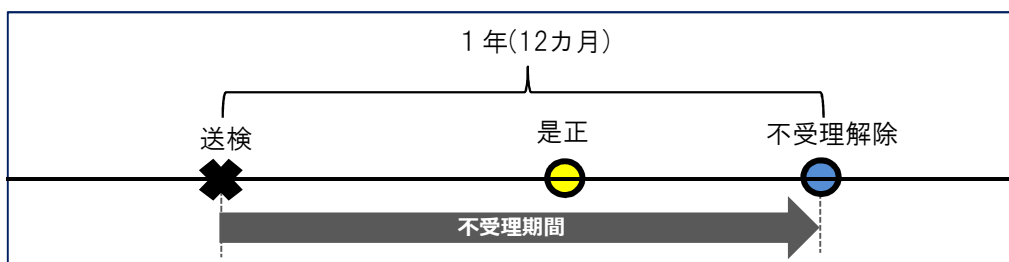 1年(12カ月)
送検
是正
不受理解除
不受理期間